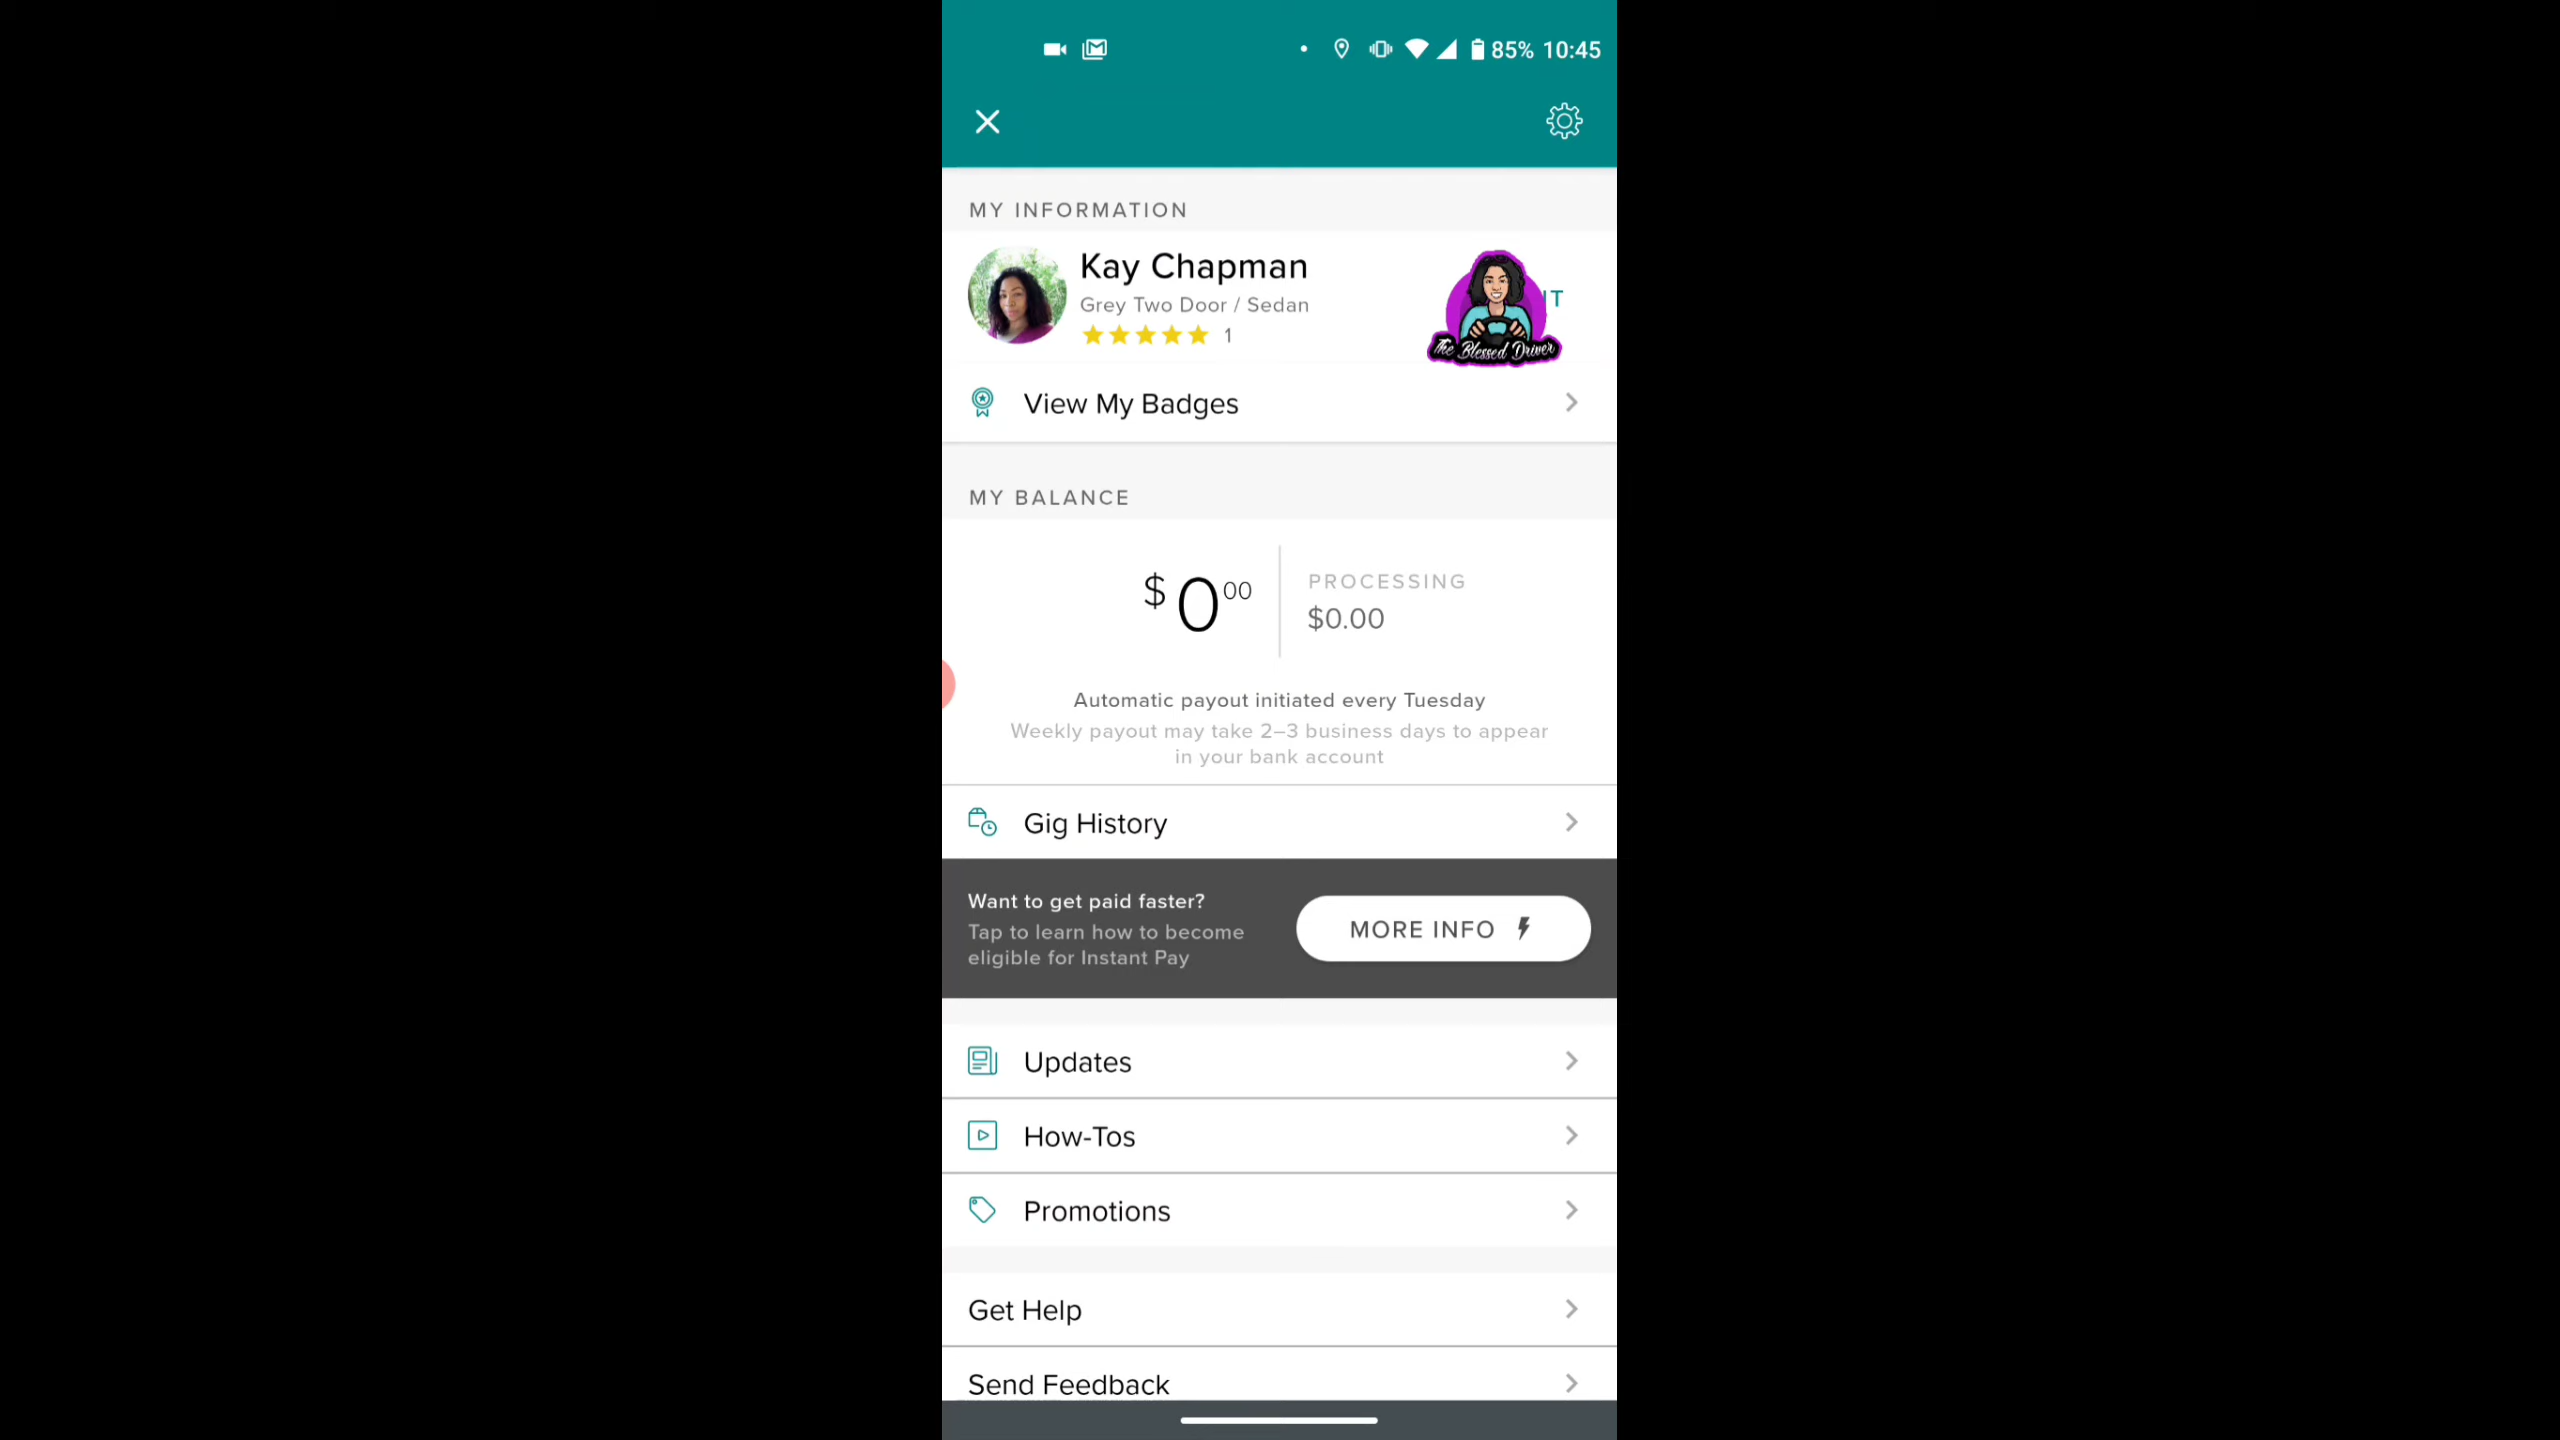 85% 10:45
MY INFORMATION
Kay Chapman
Grey Two Door / Sedan
1
IT
The Blessed Driver
View My Badges
MY BALANCE
$0.00
PROCESSING
$0.00
Automatic payout initiated every Tuesday
Weekly payout may take 2–3 business days to appear
in your bank account
Gig History
Want to get paid faster?
Tap to learn how to become
eligible for Instant Pay
MORE INFO
Updates
How-Tos
Promotions
Get Help
Send Feedback